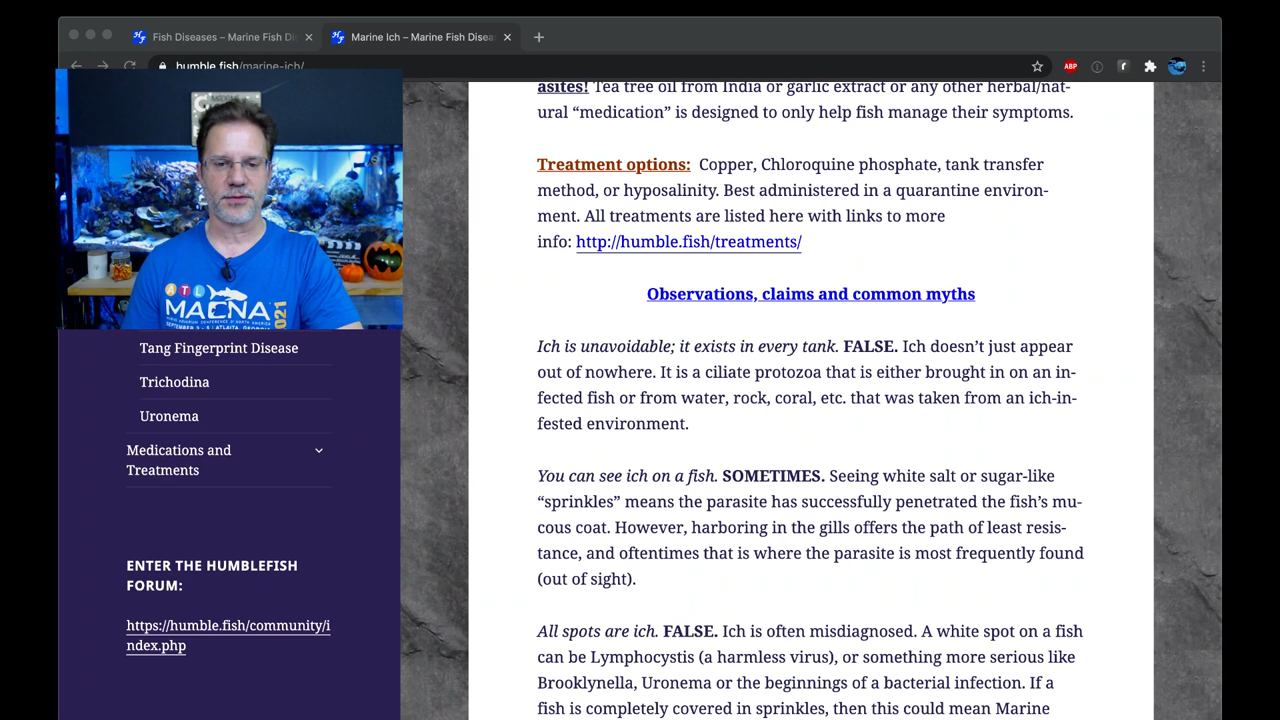 Fish Diseases – Marine Fish Di
Marine Ich – Marine Fish Disea
humble.fish/marine-ich/
ABP
ATL
MACNA
2021
Tang Fingerprint Disease
Trichodina
Uronema
Medications and
Treatments
ENTER THE HUMBLEFISH
FORUM:
https://humble.fish/community/i
ndex.php
asites! Tea tree oil from India or garlic extract or any other herbal/nat-
ural “medication” is designed to only help fish manage their symptoms.
Treatment options: Copper, Chloroquine phosphate, tank transfer
method, or hyposalinity. Best administered in a quarantine environ-
ment. All treatments are listed here with links to more
info: http://humble.fish/treatments/
Observations, claims and common myths
Ich is unavoidable; it exists in every tank. FALSE. Ich doesn’t just appear
out of nowhere. It is a ciliate protozoa that is either brought in on an in-
fected fish or from water, rock, coral, etc. that was taken from an ich-in-
fested environment.
You can see ich on a fish. SOMETIMES. Seeing white salt or sugar-like
“sprinkles” means the parasite has successfully penetrated the fish’s mu-
cous coat. However, harboring in the gills offers the path of least resis-
tance, and oftentimes that is where the parasite is most frequently found
(out of sight).
All spots are ich. FALSE. Ich is often misdiagnosed. A white spot on a fish
can be Lymphocystis (a harmless virus), or something more serious like
Brooklynella, Uronema or the beginnings of a bacterial infection. If a
fish is completely covered in sprinkles, then this could mean Marine